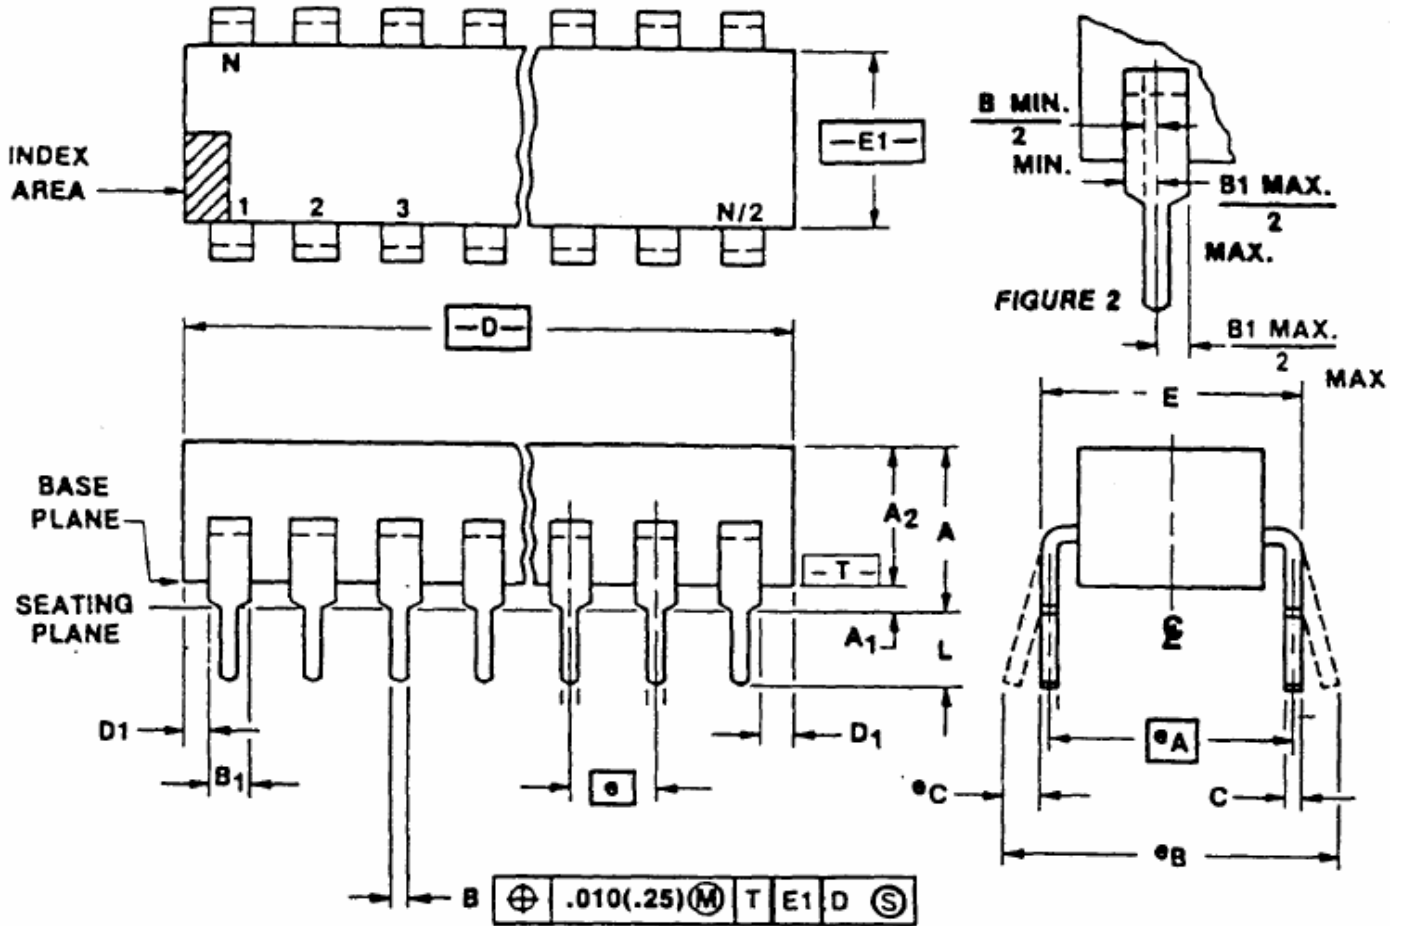 N
INDEX
AREA
1 2 3 N/2
-E1-
B MIN.
2
MIN.
B1 MAX.
2
MAX.
FIGURE 2
B1 MAX.
2
MAX
-D-
E
BASE
PLANE
SEATING
PLANE
A2
A
-T-
A1
L
D1
B1
e
D1
eA
eC
C
eB
B
⌖ .010(.25)Ⓜ T E1 D Ⓢ
℄